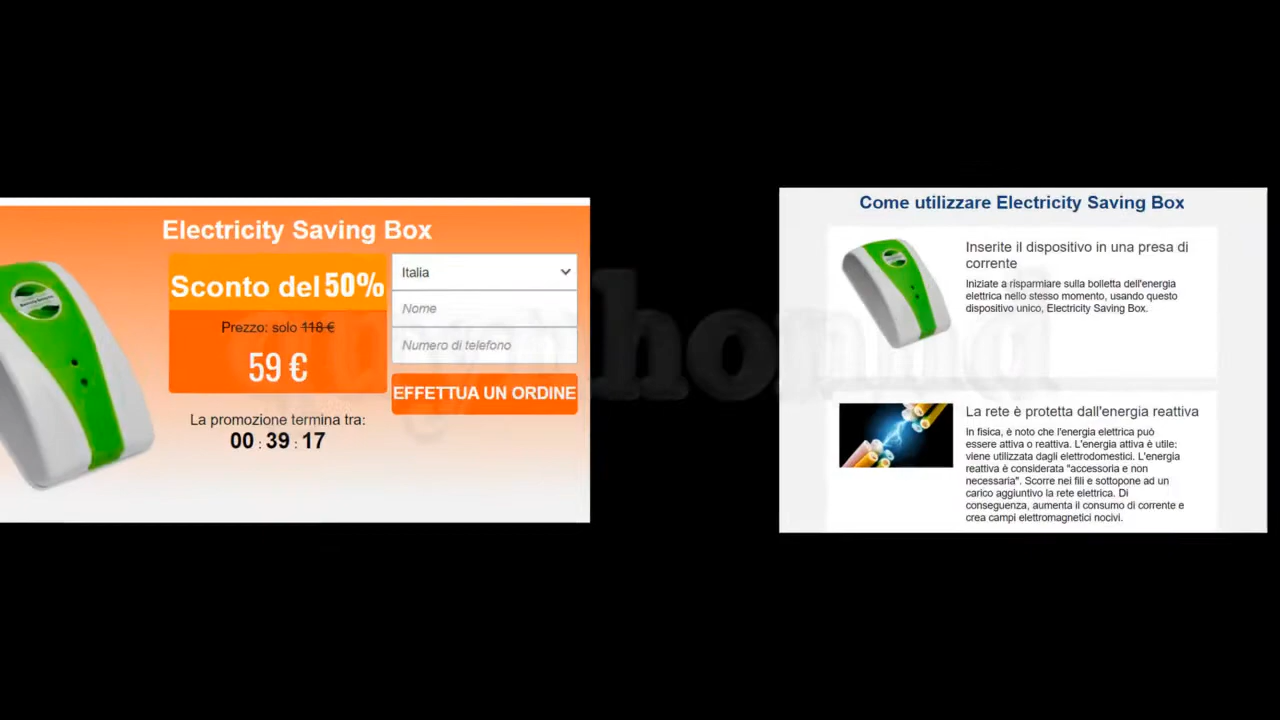 Electricity Saving Box
Sconto del 50%
Prezzo: solo 118 €
59 €
La promozione termina tra:
00 : 39 : 17
Italia
Nome
Numero di telefono
EFFETTUA UN ORDINE
Come utilizzare Electricity Saving Box
Inserite il dispositivo in una presa di
corrente
Iniziate a risparmiare sulla bolletta dell'energia
elettrica nello stesso momento, usando questo
dispositivo unico, Electricity Saving Box.
La rete è protetta dall'energia reattiva
In fisica, è noto che l'energia elettrica può
essere attiva o reattiva. L'energia attiva è utile:
viene utilizzata dagli elettrodomestici. L'energia
reattiva è considerata "accessoria e non
necessaria". Scorre nei fili e sottopone ad un
carico aggiuntivo la rete elettrica. Di
conseguenza, aumenta il consumo di corrente e
crea campi elettromagnetici nocivi.